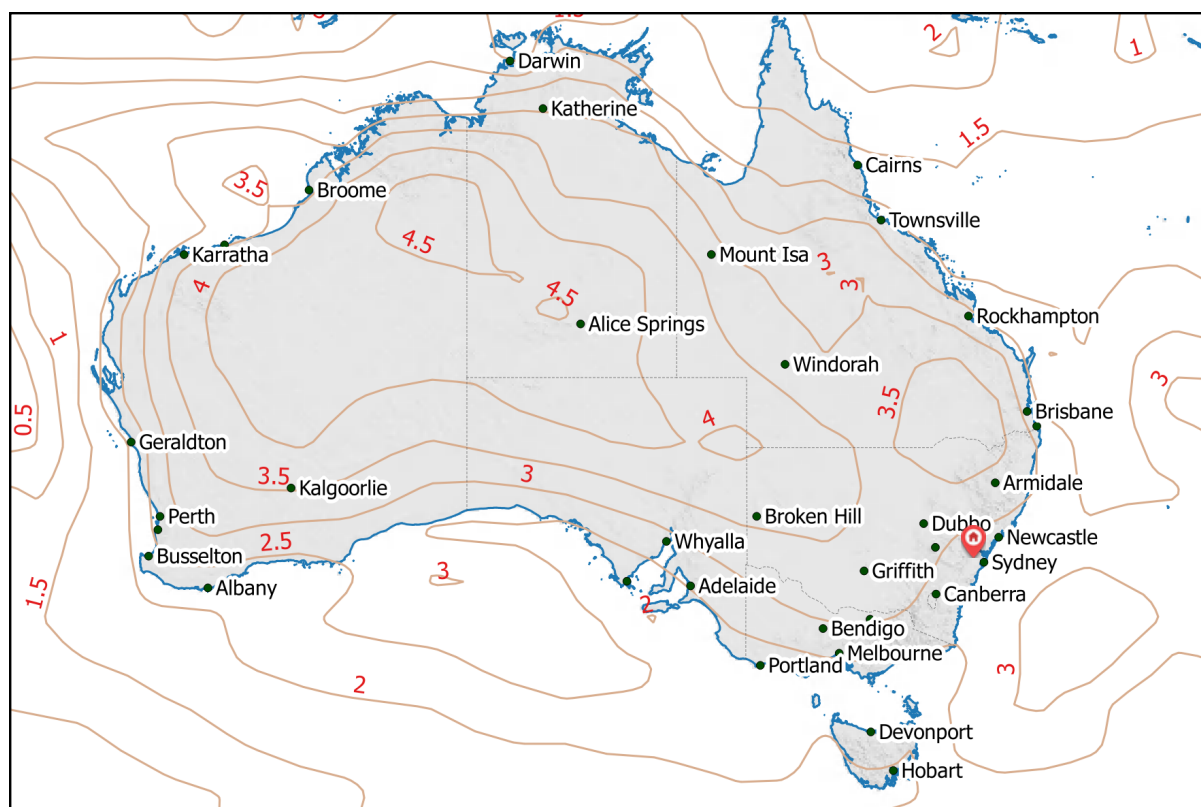 1.5
2
1
Darwin
Katherine
1.5
Cairns
3.5
Broome
Townsville
4.5
Karratha
Mount Isa
3
4
4.5
3
Alice Springs
Rockhampton
1
Windorah
3
3.5
0.5
4
Brisbane
Geraldton
3.5
3
Kalgoorlie
Armidale
Perth
Broken Hill
Dubbo
2.5
Whyalla
Newcastle
Busselton
Sydney
3
Griffith
1.5
Albany
Adelaide
Canberra
2
Bendigo
Melbourne
Portland
3
2
Devonport
Hobart